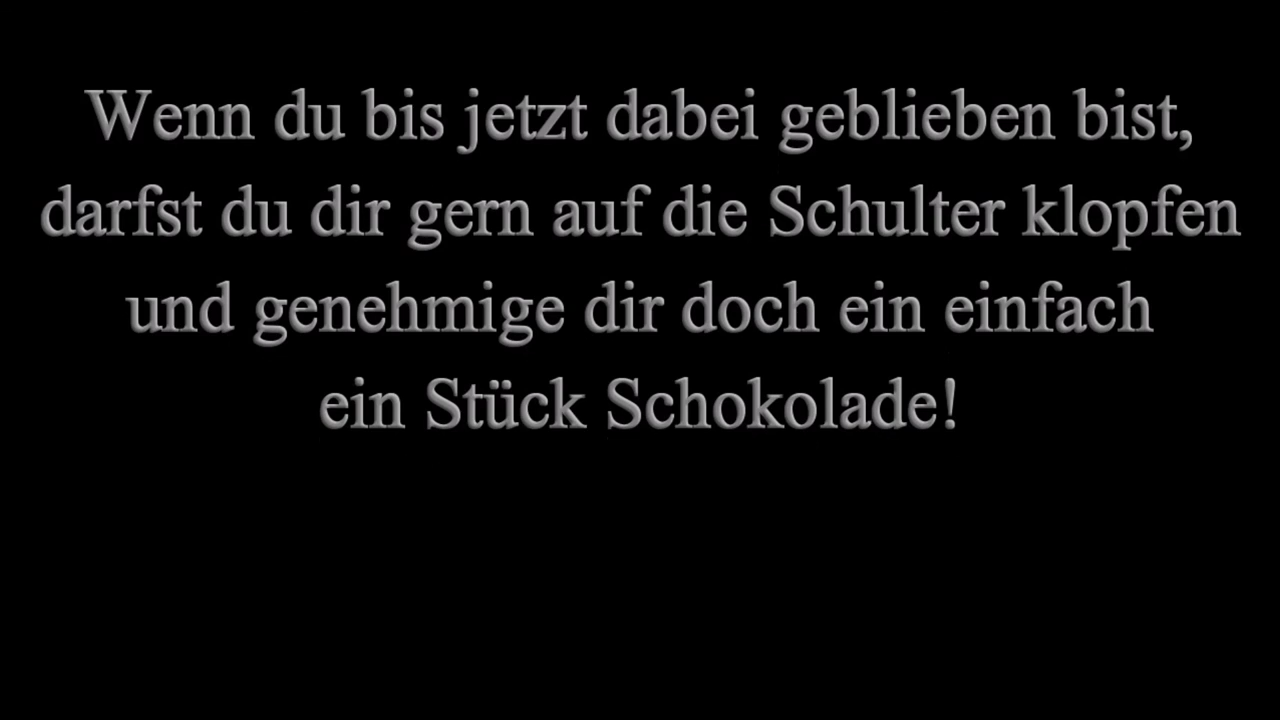 Wenn du bis jetzt dabei geblieben bist,
darfst du dir gern auf die Schulter klopfen
und genehmige dir doch ein einfach
ein Stück Schokolade!